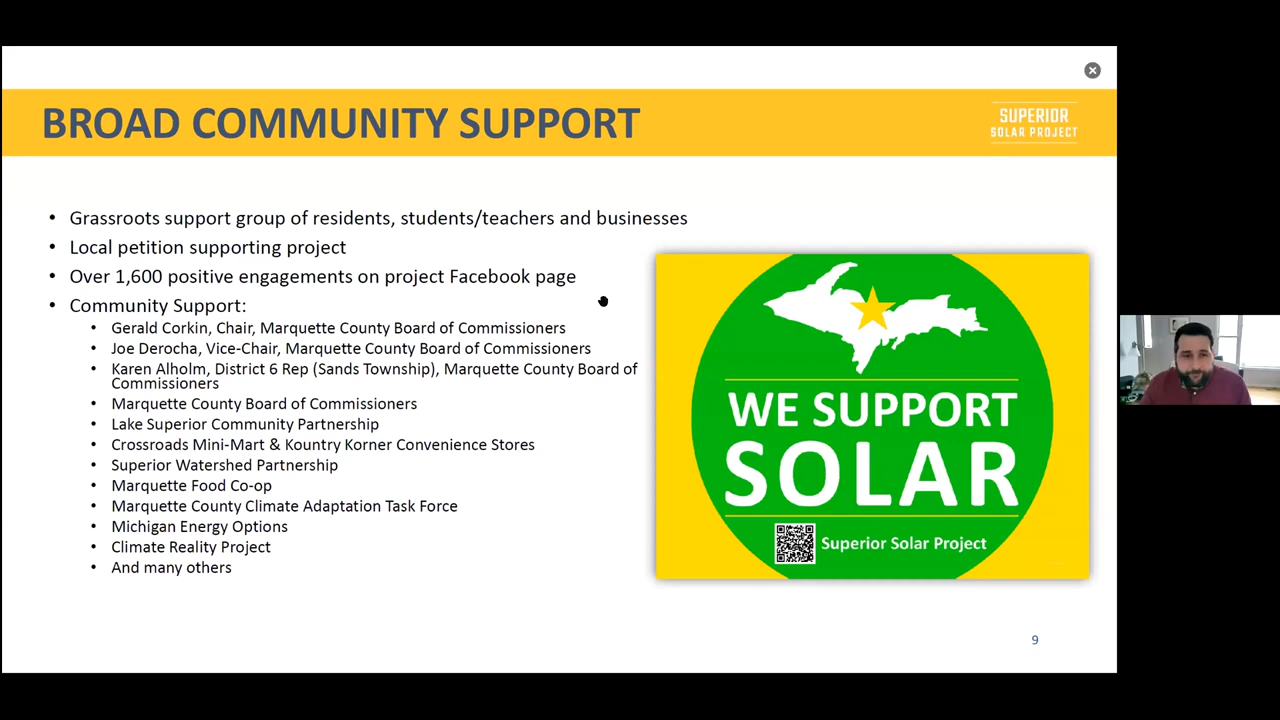 BROAD COMMUNITY SUPPORT
SUPERIOR
SOLAR PROJECT
• Grassroots support group of residents, students/teachers and businesses
• Local petition supporting project
• Over 1,600 positive engagements on project Facebook page
• Community Support:
• Gerald Corkin, Chair, Marquette County Board of Commissioners
• Joe Derocha, Vice-Chair, Marquette County Board of Commissioners
• Karen Alholm, District 6 Rep (Sands Township), Marquette County Board of
Commissioners
• Marquette County Board of Commissioners
• Lake Superior Community Partnership
• Crossroads Mini-Mart & Kountry Korner Convenience Stores
• Superior Watershed Partnership
• Marquette Food Co-op
• Marquette County Climate Adaptation Task Force
• Michigan Energy Options
• Climate Reality Project
• And many others
WE SUPPORT
SOLAR
Superior Solar Project
9